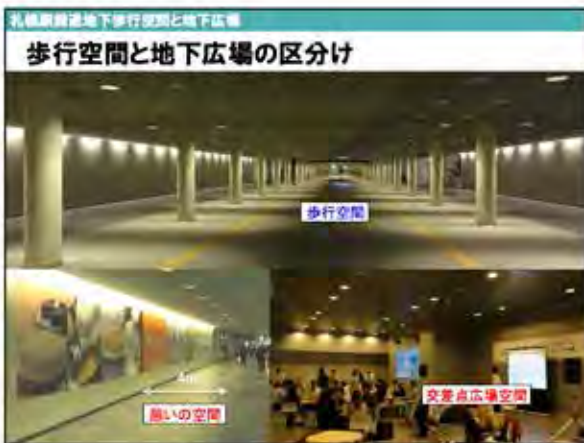 札幌駅前通地下歩行空間と地下広場
歩行空間と地下広場の区分け
歩行空間
4m
憩いの空間
交差点広場空間